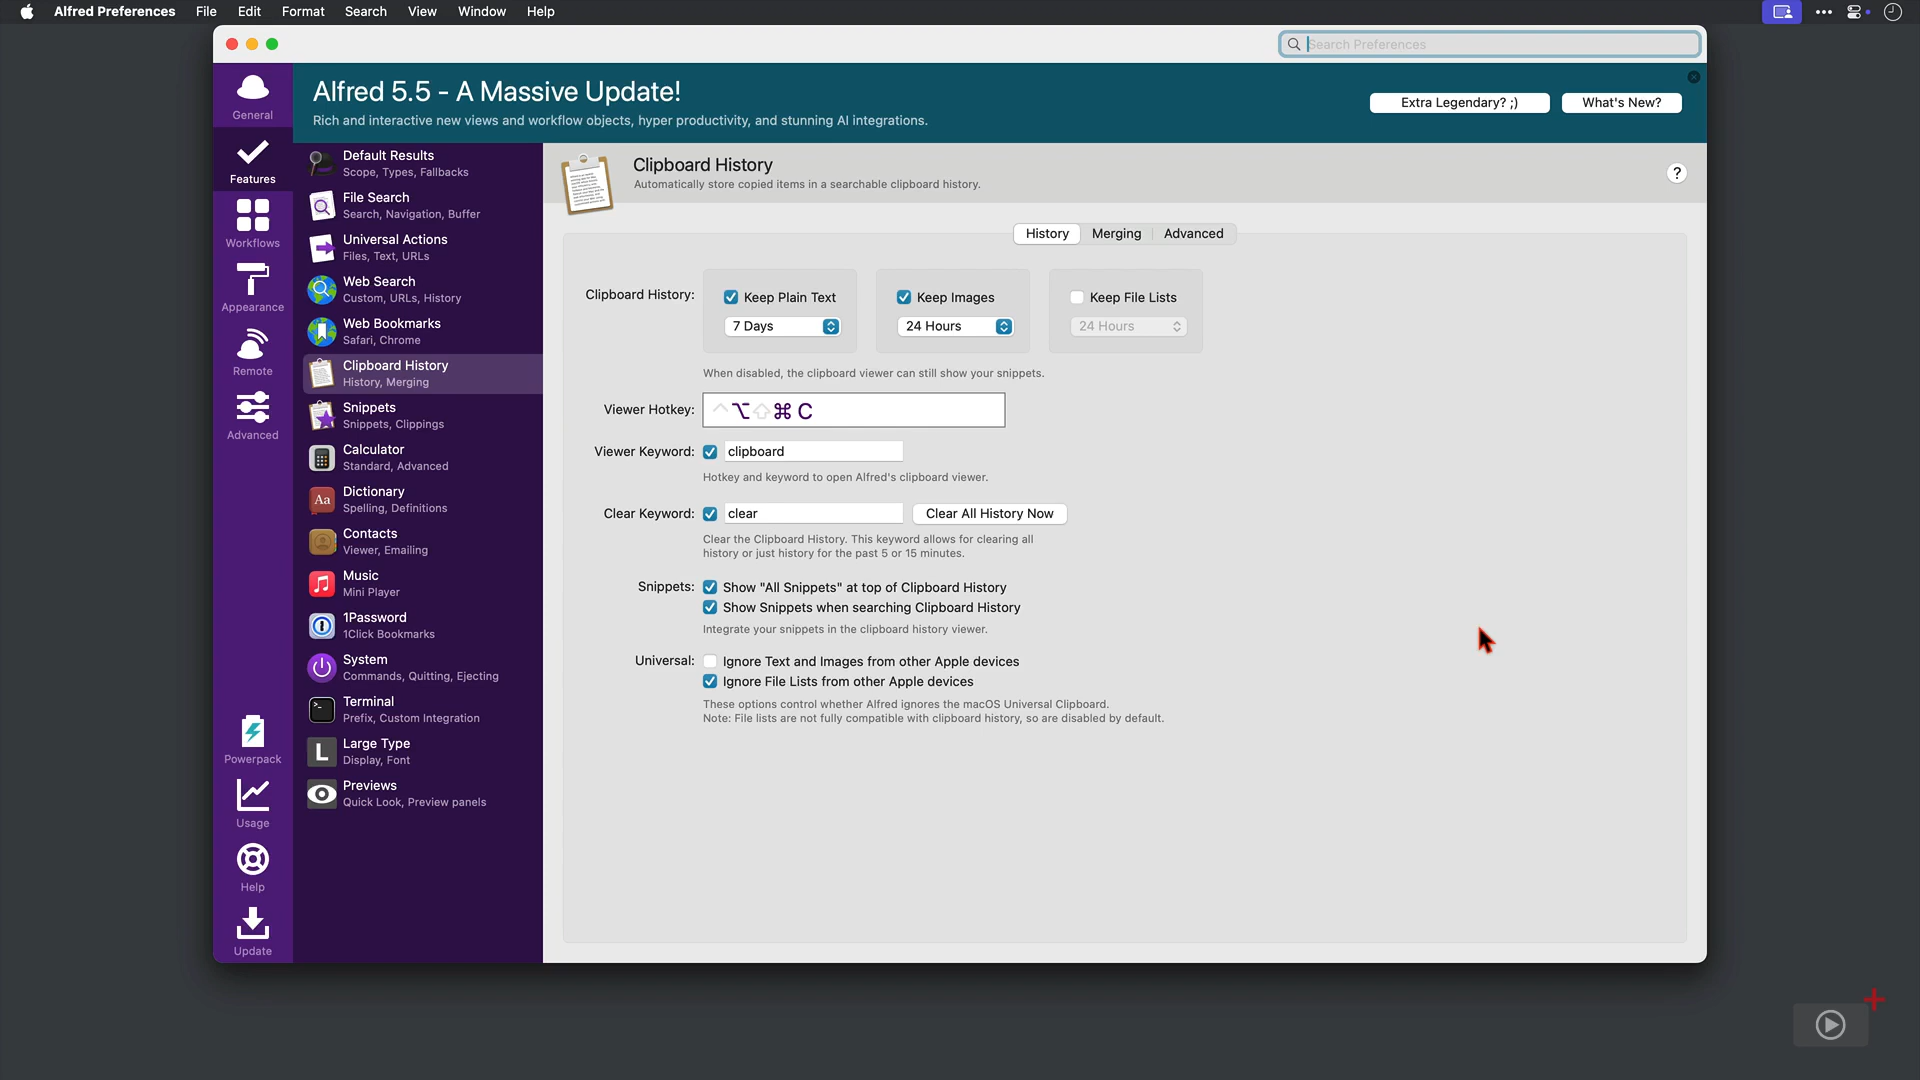 Alfred Preferences File Edit Format Search View Window Help
Search Preferences
General
Features
Workflows
Appearance
Remote
Advanced
Powerpack
Usage
Help
Update
Alfred 5.5 - A Massive Update!
Rich and interactive new views and workflow objects, hyper productivity, and stunning AI integrations.
Extra Legendary? ;)
What's New?
Default Results
Scope, Types, Fallbacks
File Search
Search, Navigation, Buffer
Universal Actions
Files, Text, URLs
Web Search
Custom, URLs, History
Web Bookmarks
Safari, Chrome
Clipboard History
History, Merging
Snippets
Snippets, Clippings
Calculator
Standard, Advanced
Aa
Dictionary
Spelling, Definitions
Contacts
Viewer, Emailing
Music
Mini Player
1Password
1Click Bookmarks
System
Commands, Quitting, Ejecting
Terminal
Prefix, Custom Integration
L
Large Type
Display, Font
Previews
Quick Look, Preview panels
Clipboard History
Automatically store copied items in a searchable clipboard history.
?
History Merging Advanced
Clipboard History:
Keep Plain Text
7 Days
Keep Images
24 Hours
Keep File Lists
24 Hours
When disabled, the clipboard viewer can still show your snippets.
Viewer Hotkey: ^⌥⇧⌘ C
Viewer Keyword: clipboard
Hotkey and keyword to open Alfred's clipboard viewer.
Clear Keyword: clear Clear All History Now
Clear the Clipboard History. This keyword allows for clearing all
history or just history for the past 5 or 15 minutes.
Snippets: Show "All Snippets" at top of Clipboard History
Show Snippets when searching Clipboard History
Integrate your snippets in the clipboard history viewer.
Universal: Ignore Text and Images from other Apple devices
Ignore File Lists from other Apple devices
These options control whether Alfred ignores the macOS Universal Clipboard.
Note: File lists are not fully compatible with clipboard history, so are disabled by default.